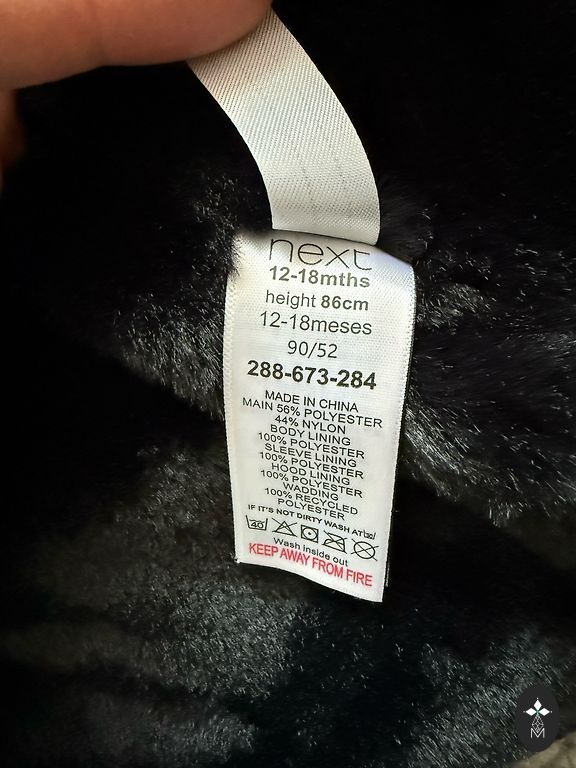 next
12-18mths
height 86cm
12-18meses
90/52
288-673-284
MADE IN CHINA
MAIN 56% POLYESTER
44% NYLON
BODY LINING
100% POLYESTER
SLEEVE LINING
100% POLYESTER
HOOD LINING
100% POLYESTER
WADDING
100% RECYCLED
POLYESTER
IF IT'S NOT DIRTY WASH AT 30
40
Wash inside out
KEEP AWAY FROM FIRE
M